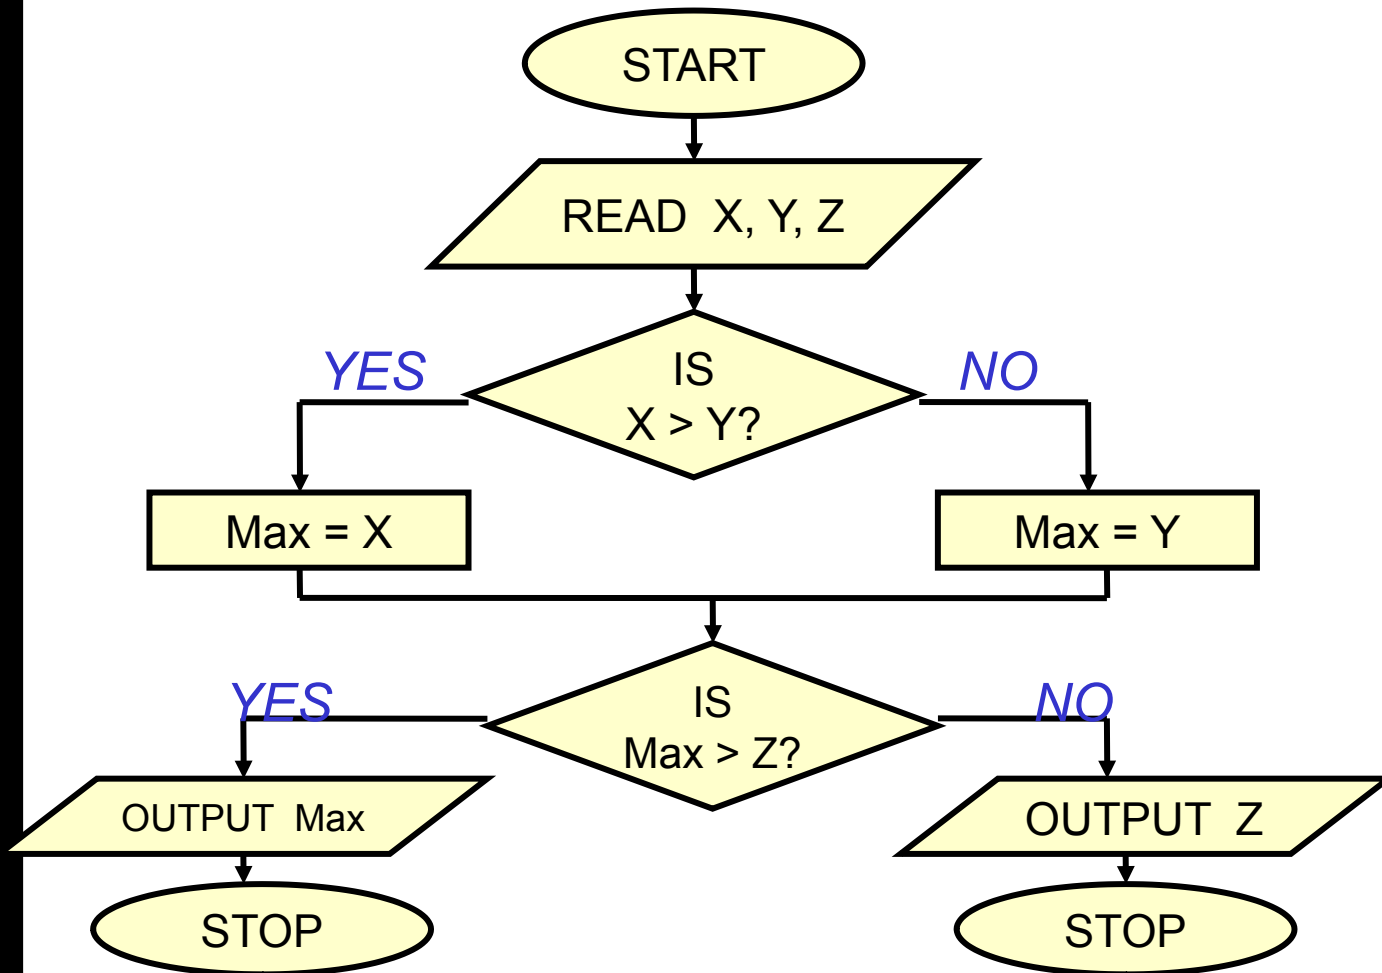 START
READ X, Y, Z
YES
IS
X > Y?
NO
Max = X
Max = Y
YES
IS
Max > Z?
NO
OUTPUT Max
OUTPUT Z
STOP
STOP